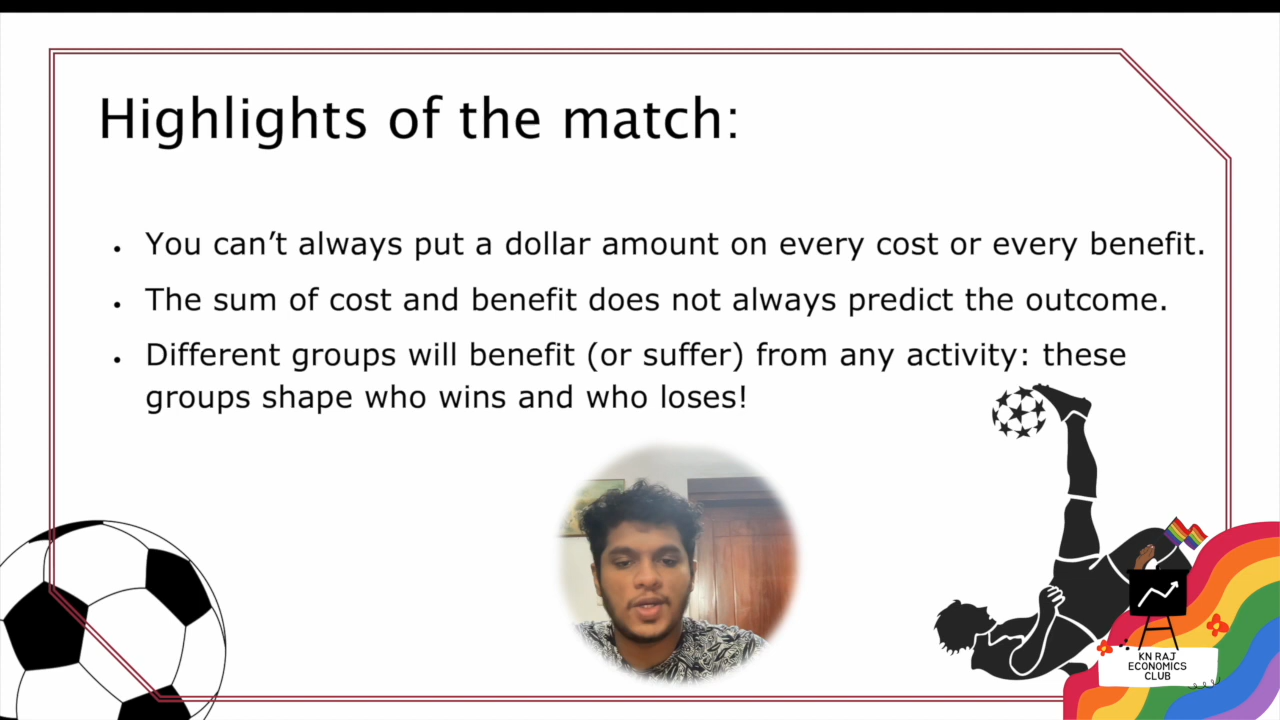 Highlights of the match:
• You can’t always put a dollar amount on every cost or every benefit.
• The sum of cost and benefit does not always predict the outcome.
• Different groups will benefit (or suffer) from any activity: these
groups shape who wins and who loses!
KN RAJ
ECONOMICS
CLUB